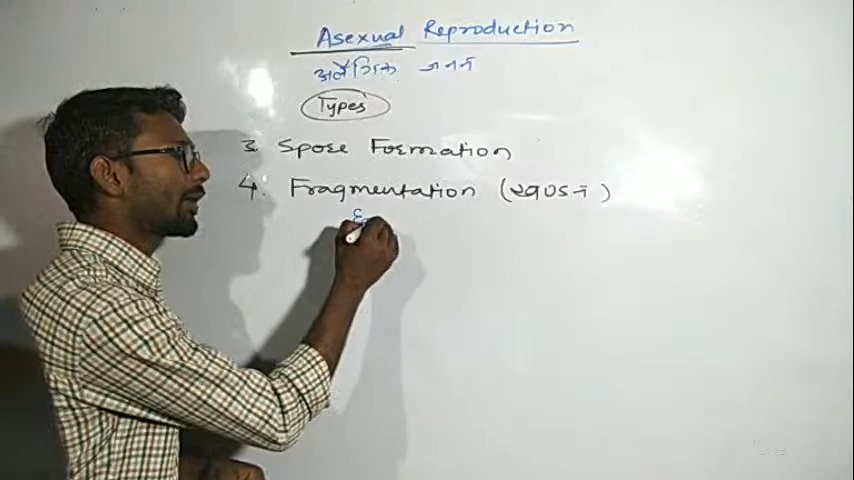 Asexual Reproduction
अलैंगिक जनन
Types
3. Spore Formation
4. Fragmentation (खण्डन)